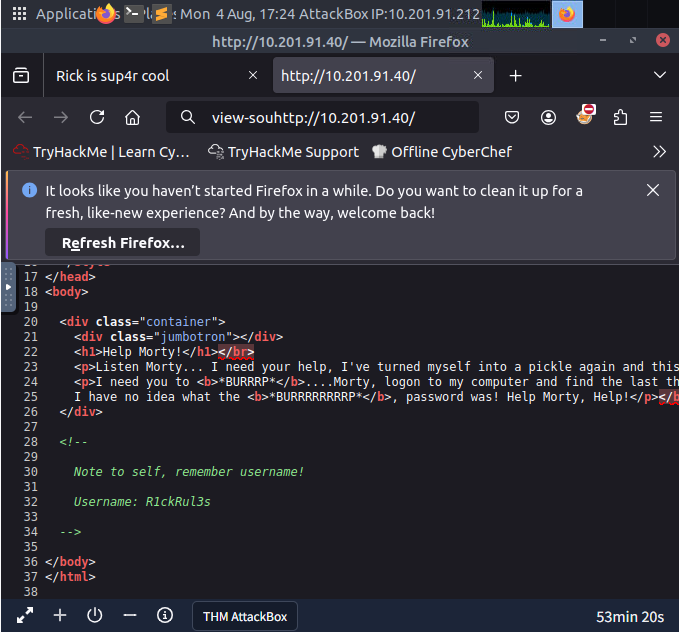 Applications Places Mon 4 Aug, 17:24 AttackBox IP:10.201.91.212
http://10.201.91.40/ — Mozilla Firefox
Rick is sup4r cool
http://10.201.91.40/
view-souhttp://10.201.91.40/
TryHackMe | Learn Cy… TryHackMe Support Offline CyberChef
It looks like you haven’t started Firefox in a while. Do you want to clean it up for a
fresh, like-new experience? And by the way, welcome back!
Refresh Firefox…
17 </head>
18 <body>
19
20 <div class="container">
21 <div class="jumbotron"></div>
22 <h1>Help Morty!</h1></br>
23 <p>Listen Morty... I need your help, I've turned myself into a pickle again and this
24 <p>I need you to <b>*BURRRP*</b>....Morty, logon to my computer and find the last th
25 I have no idea what the <b>*BURRRRRRRRP*</b>, password was! Help Morty, Help!</p></b
26 </div>
27
28 <!--
29
30 Note to self, remember username!
31
32 Username: R1ckRul3s
33
34 -->
35
36 </body>
37 </html>
38
THM AttackBox
53min 20s